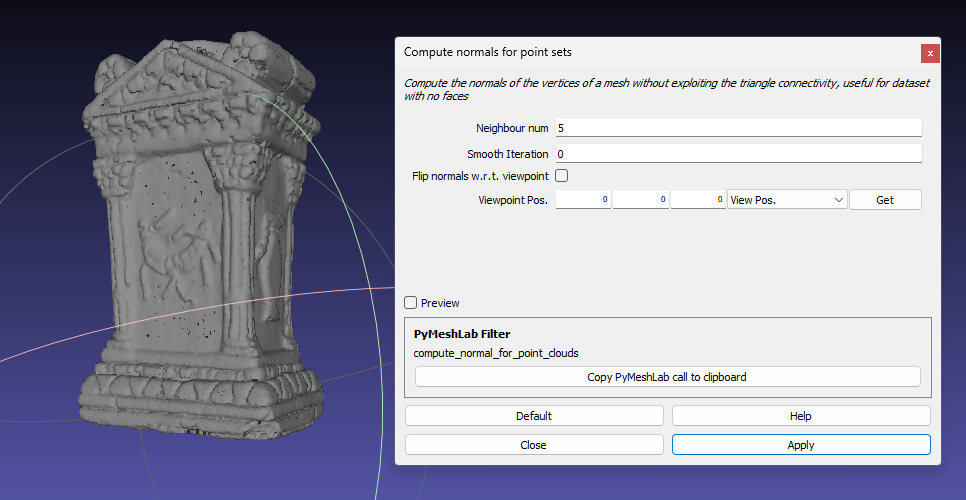 Compute normals for point sets
x
Compute the normals of the vertices of a mesh without exploiting the triangle connectivity, useful for dataset
with no faces
Neighbour num 5
Smooth Iteration 0
Flip normals w.r.t. viewpoint
Viewpoint Pos. 0 0 0 View Pos. Get
Preview
PyMeshLab Filter
compute_normal_for_point_clouds
Copy PyMeshLab call to clipboard
Default Help
Close Apply